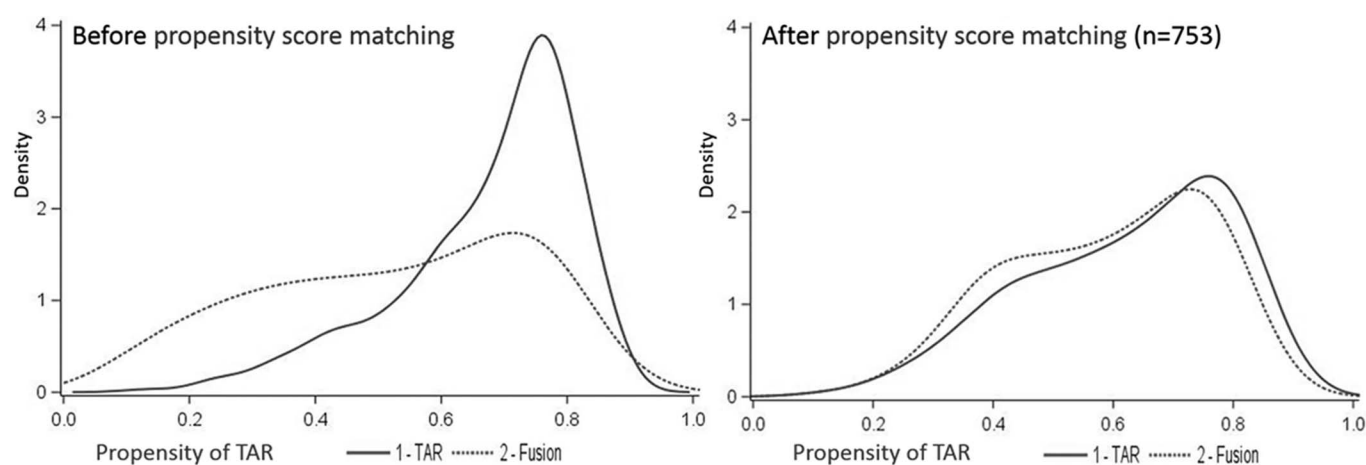 Before propensity score matching
4
3
2
1
0
Density
0.0 0.2 0.4 0.6 0.8 1.0
Propensity of TAR
1 - TAR 2 - Fusion
After propensity score matching (n=753)
4
3
2
1
0
Density
0.0 0.2 0.4 0.6 0.8 1.0
Propensity of TAR
1 - TAR 2 - Fusion